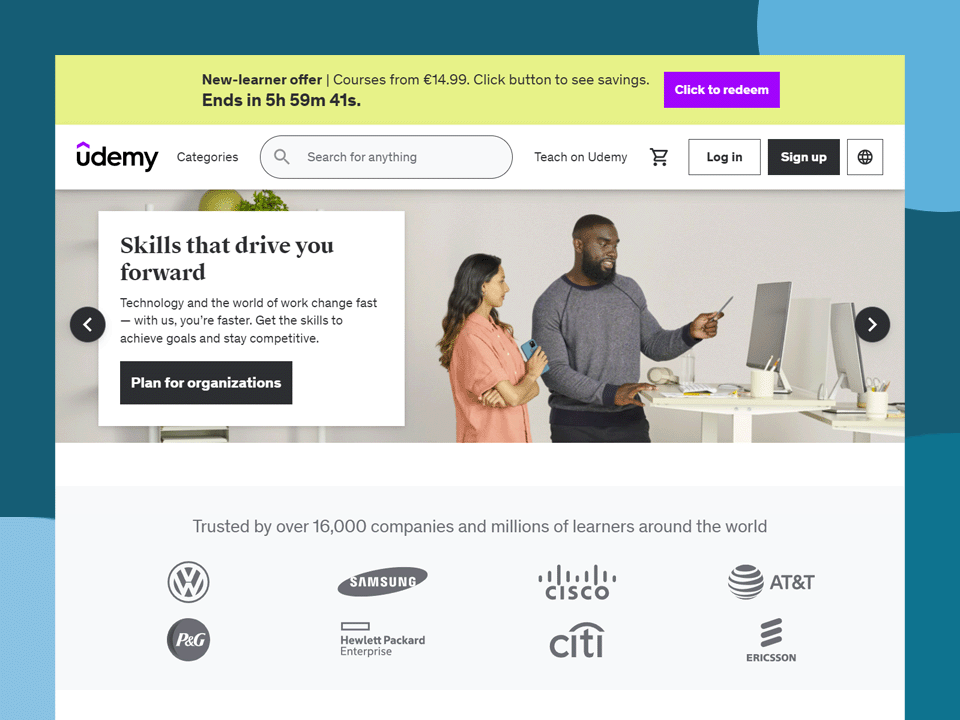 New-learner offer | Courses from €14.99. Click button to see savings.
Ends in 5h 59m 41s.
Click to redeem
ûdemy
Categories
Search for anything
Teach on Udemy
Log in
Sign up
Skills that drive you
forward
Technology and the world of work change fast
— with us, you’re faster. Get the skills to
achieve goals and stay competitive.
Plan for organizations
Trusted by over 16,000 companies and millions of learners around the world
VW
SAMSUNG
CISCO
AT&T
P&G
Hewlett Packard
Enterprise
citi
ERICSSON